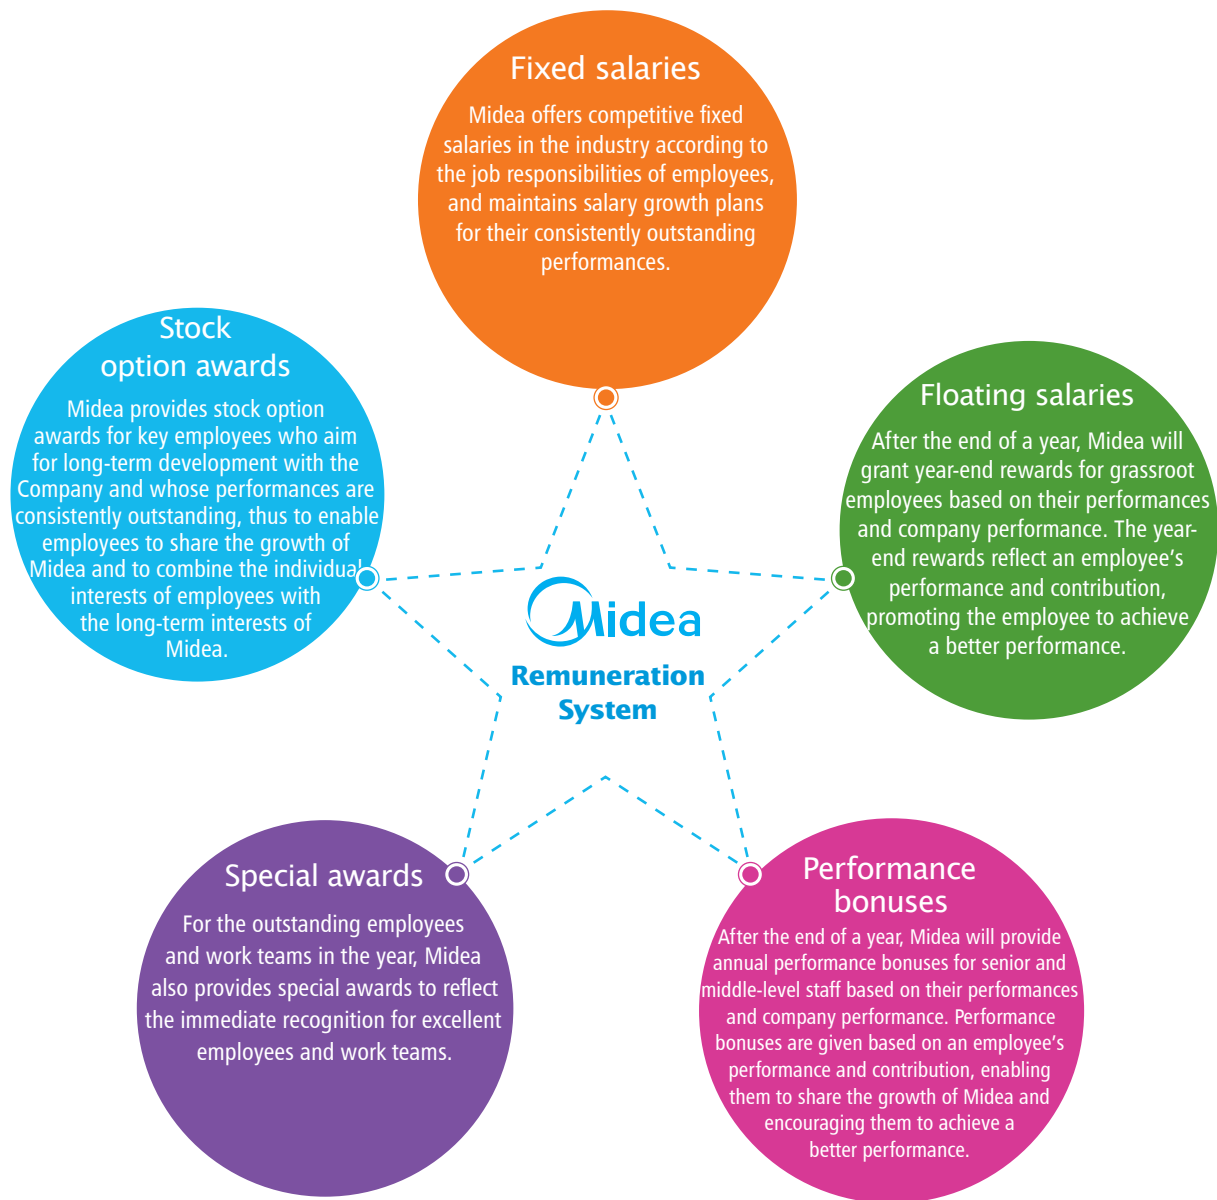 Fixed salaries
Midea offers competitive fixed
salaries in the industry according to
the job responsibilities of employees,
and maintains salary growth plans
for their consistently outstanding
performances.
Stock
option awards
Midea provides stock option
awards for key employees who aim
for long-term development with the
Company and whose performances are
consistently outstanding, thus to enable
employees to share the growth of
Midea and to combine the individual
interests of employees with
the long-term interests of
Midea.
Floating salaries
After the end of a year, Midea will
grant year-end rewards for grassroot
employees based on their performances
and company performance. The year-
end rewards reflect an employee’s
performance and contribution,
promoting the employee to achieve
a better performance.
Midea
Remuneration
System
Special awards
For the outstanding employees
and work teams in the year, Midea
also provides special awards to reflect
the immediate recognition for excellent
employees and work teams.
Performance
bonuses
After the end of a year, Midea will provide
annual performance bonuses for senior and
middle-level staff based on their performances
and company performance. Performance
bonuses are given based on an employee’s
performance and contribution, enabling
them to share the growth of Midea and
encouraging them to achieve a
better performance.